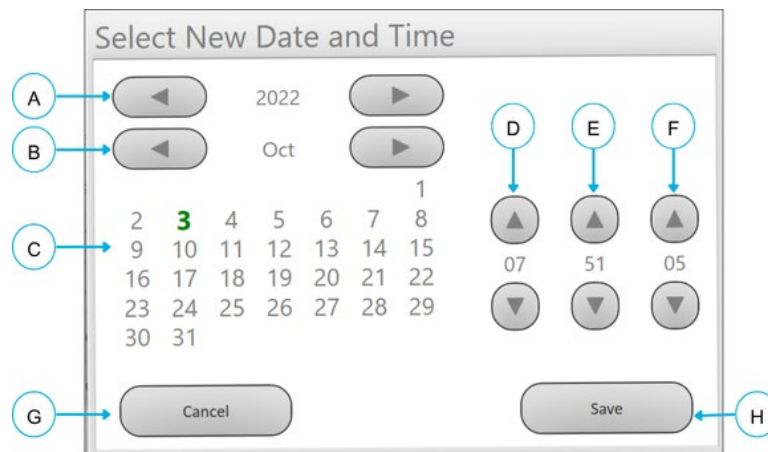 Select New Date and Time
A
2022
B
Oct
D E F
1
2 3 4 5 6 7 8
C
9 10 11 12 13 14 15
07 51 05
16 17 18 19 20 21 22
23 24 25 26 27 28 29
30 31
G
Cancel
Save
H